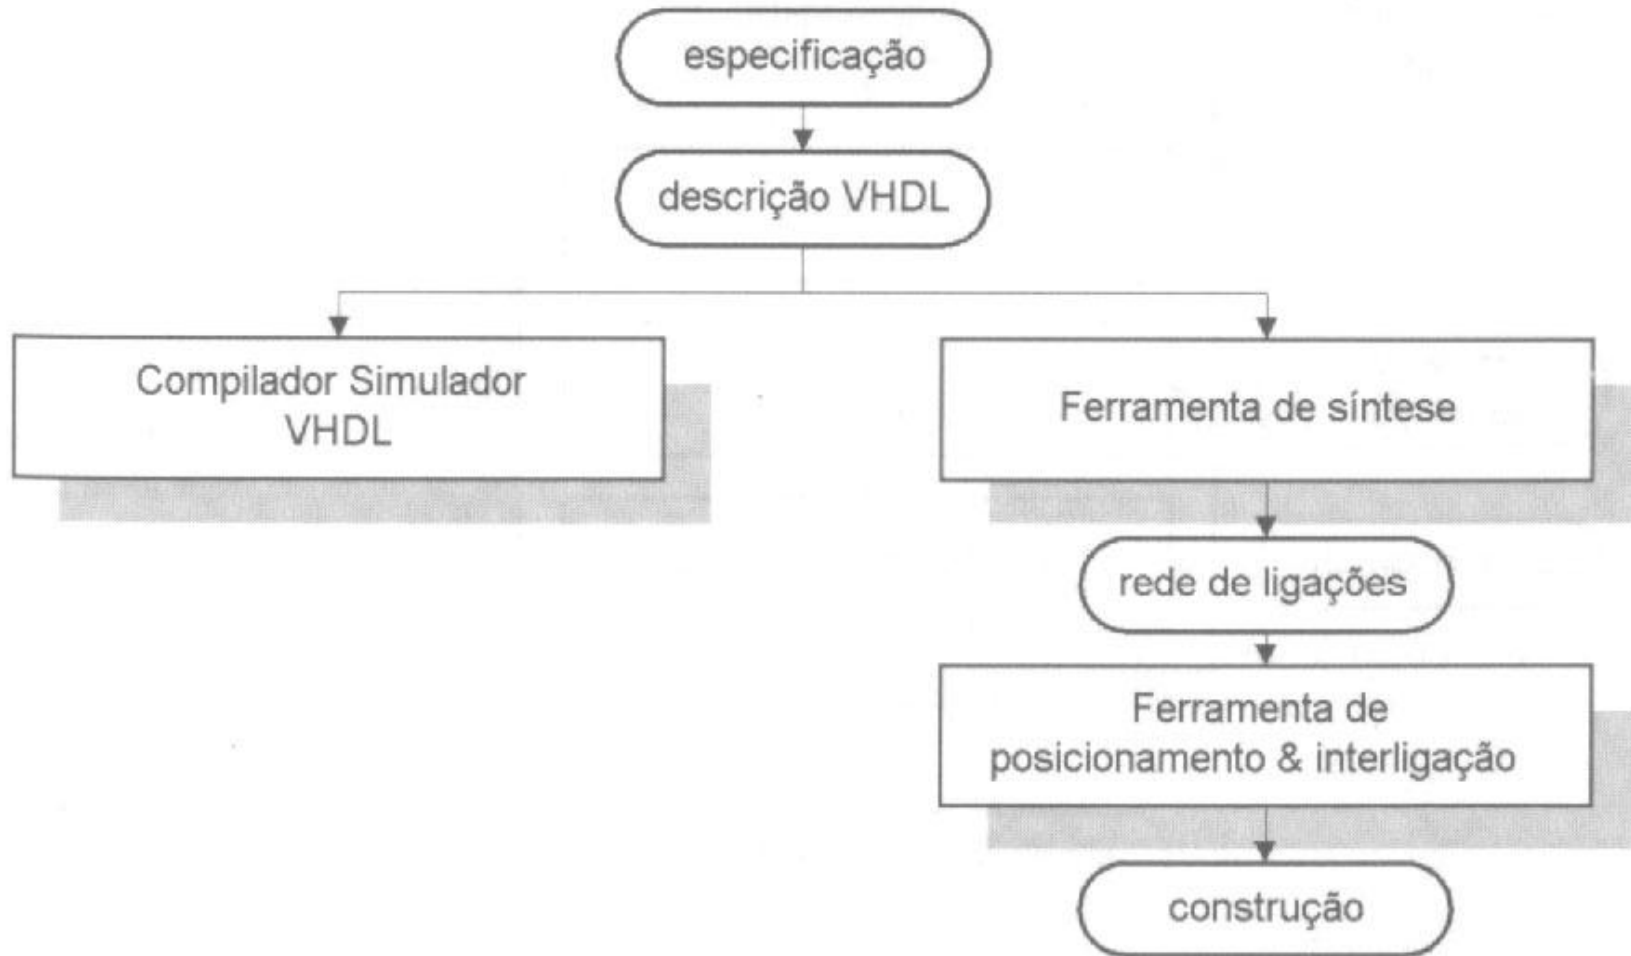 especificação
descrição VHDL
Compilador Simulador
VHDL
Ferramenta de síntese
rede de ligações
Ferramenta de
posicionamento & interligação
construção